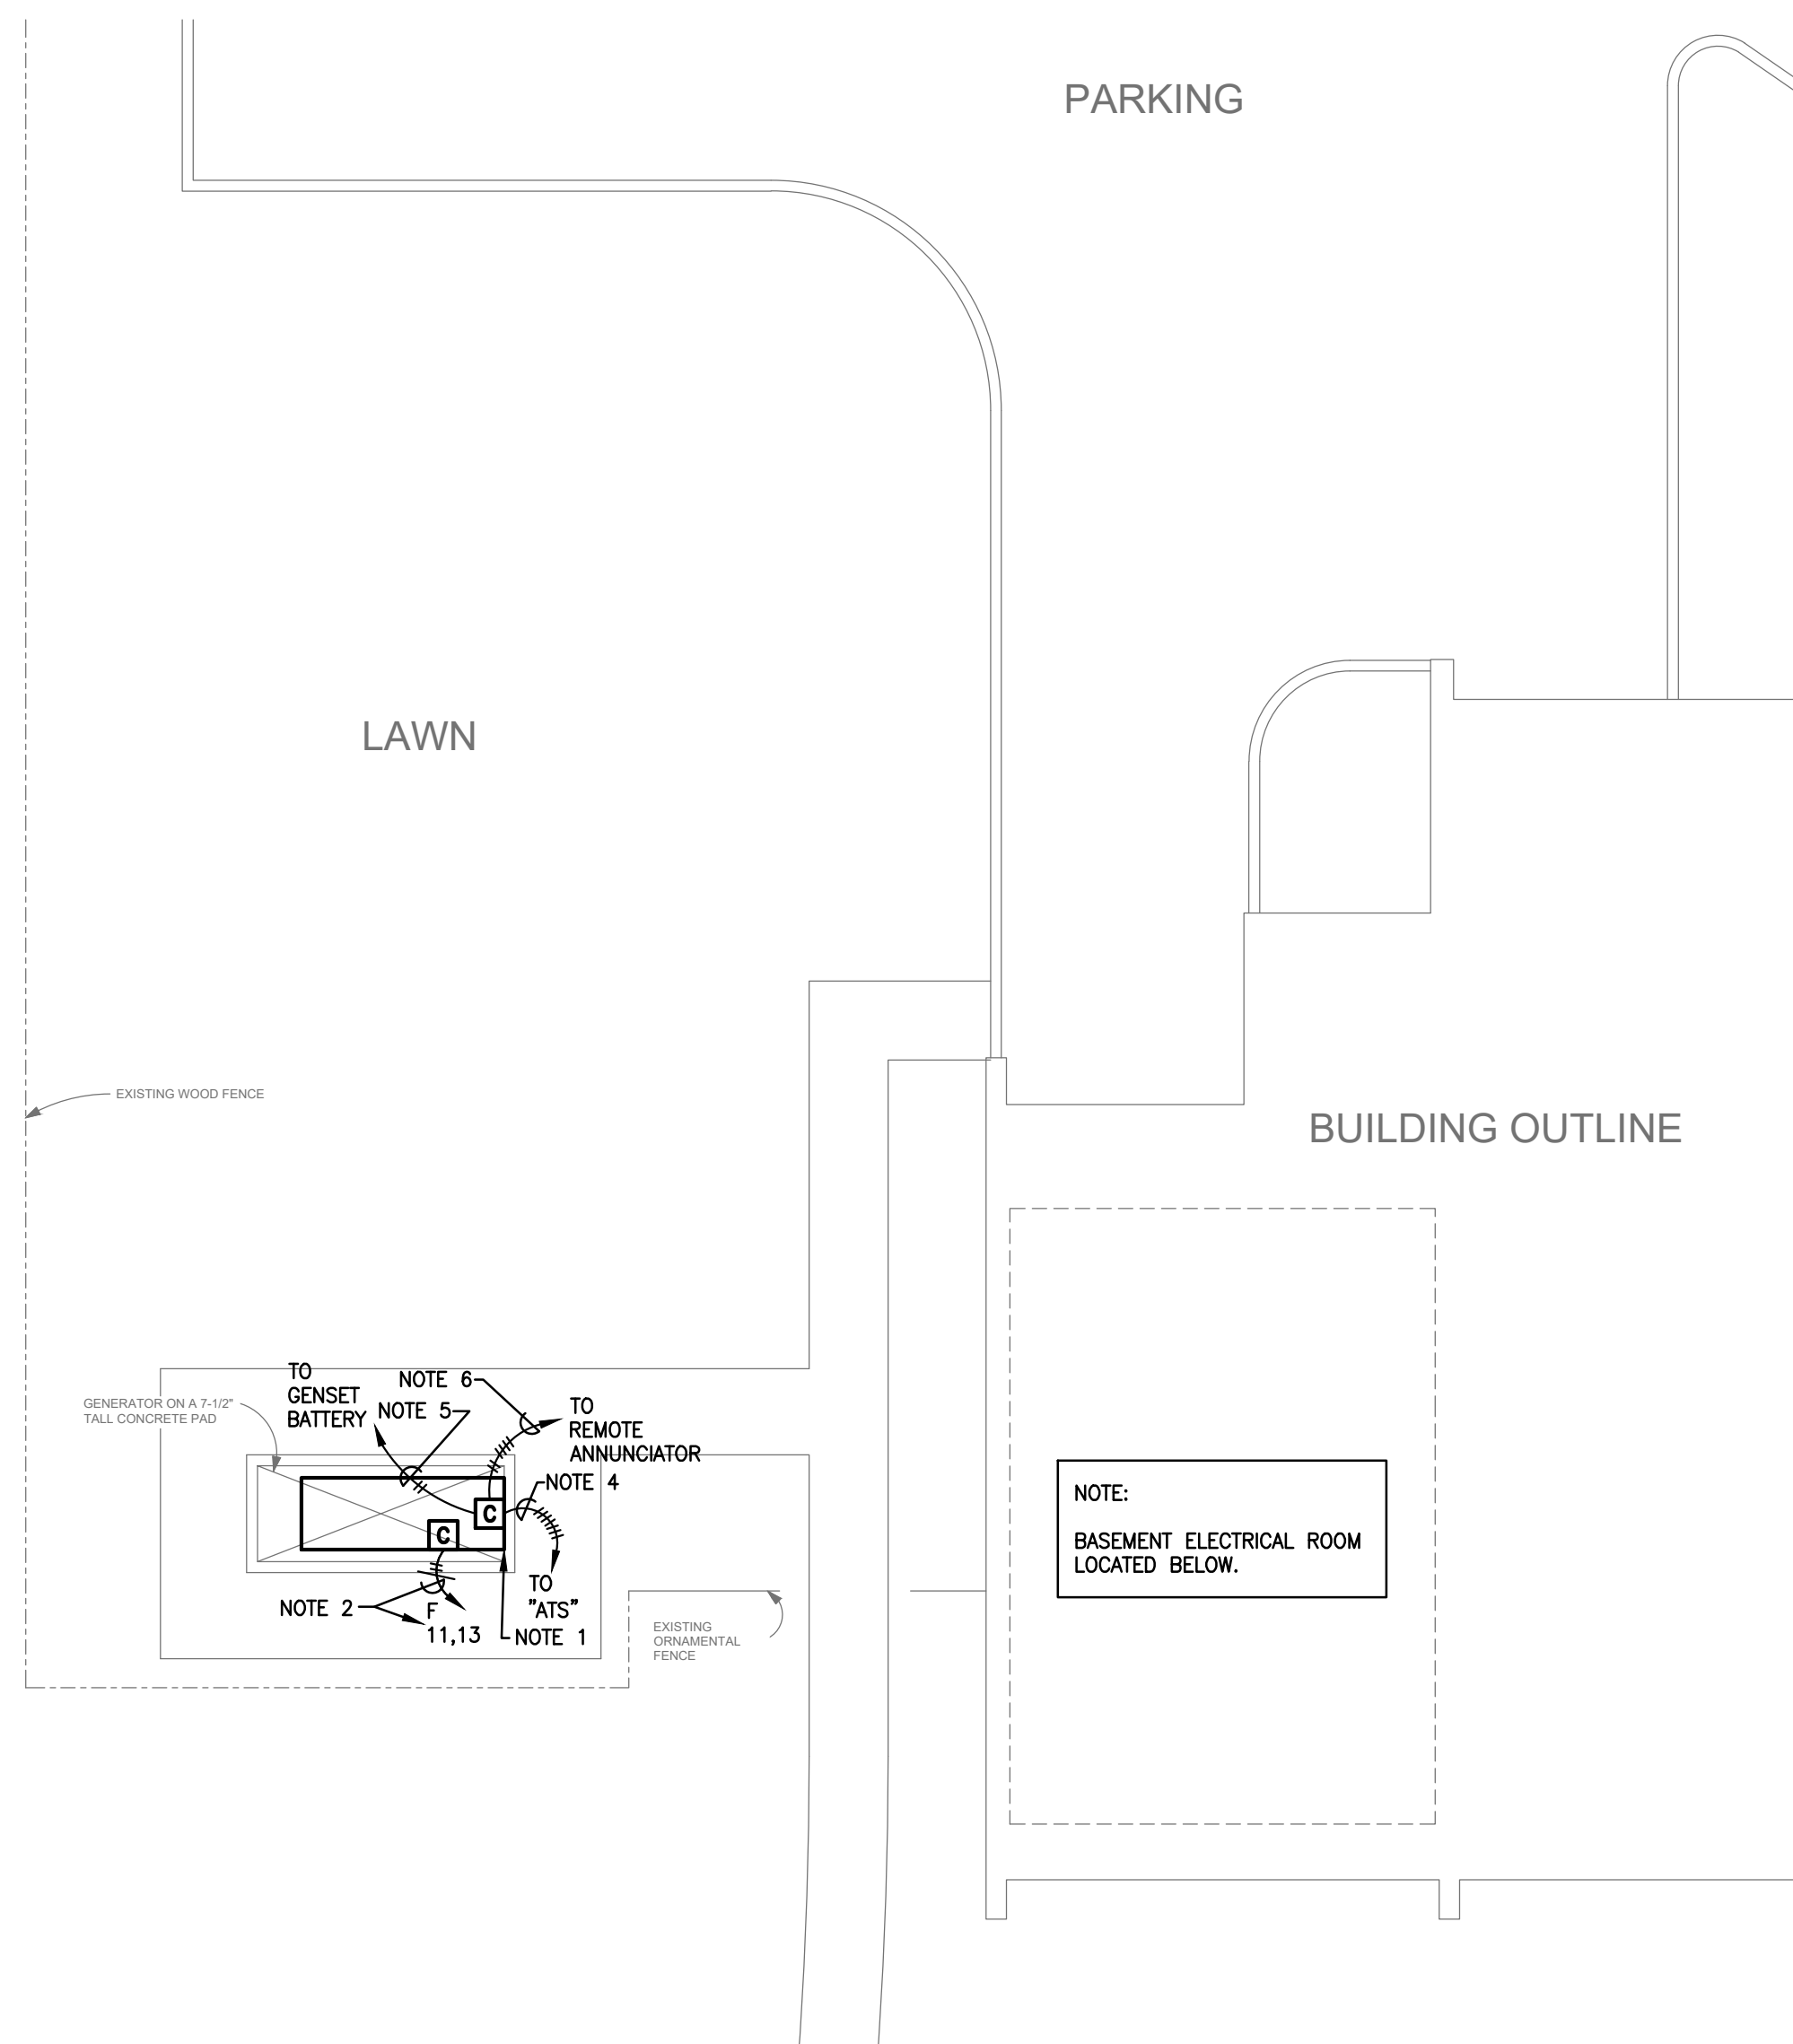 PARKING
LAWN
EXISTING WOOD FENCE
BUILDING OUTLINE
TO
GENSET
BATTERY
NOTE 6
NOTE 5
GENERATOR ON A 7-1/2"
TALL CONCRETE PAD
TO
REMOTE
ANNUNCIATOR
NOTE 4
C
C
TO
"ATS"
NOTE 2
F
11,13
NOTE 1
EXISTING
ORNAMENTAL
FENCE
NOTE:
BASEMENT ELECTRICAL ROOM
LOCATED BELOW.